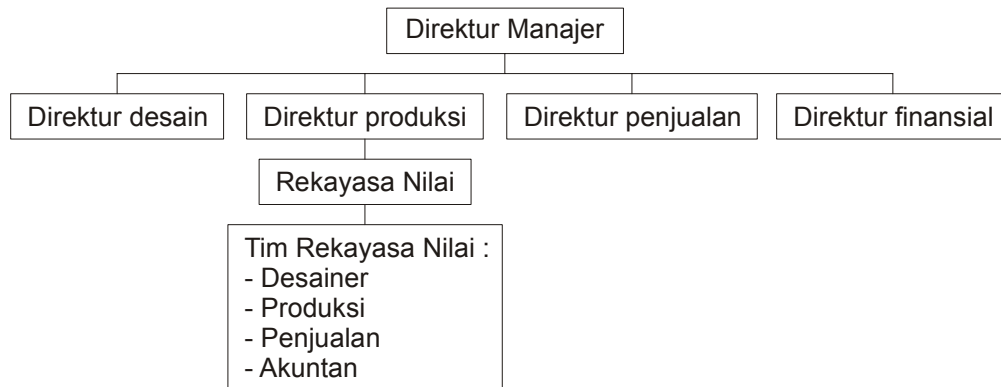 Direktur Manajer
Direktur desain
Direktur produksi
Direktur penjualan
Direktur finansial
Rekayasa Nilai
Tim Rekayasa Nilai :
- Desainer
- Produksi
- Penjualan
- Akuntan